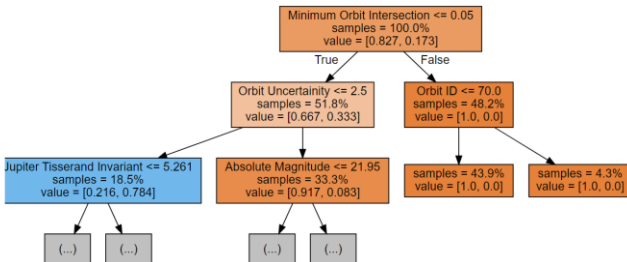 Minimum Orbit Intersection <= 0.05
samples = 100.0%
value = [0.827, 0.173]
True
False
Orbit Uncertainity <= 2.5
samples = 51.8%
value = [0.667, 0.333]
Orbit ID <= 70.0
samples = 48.2%
value = [1.0, 0.0]
Jupiter Tisserand Invariant <= 5.261
samples = 18.5%
value = [0.216, 0.784]
Absolute Magnitude <= 21.95
samples = 33.3%
value = [0.917, 0.083]
samples = 43.9%
value = [1.0, 0.0]
samples = 4.3%
value = [1.0, 0.0]
(...)
(...)
(...)
(...)